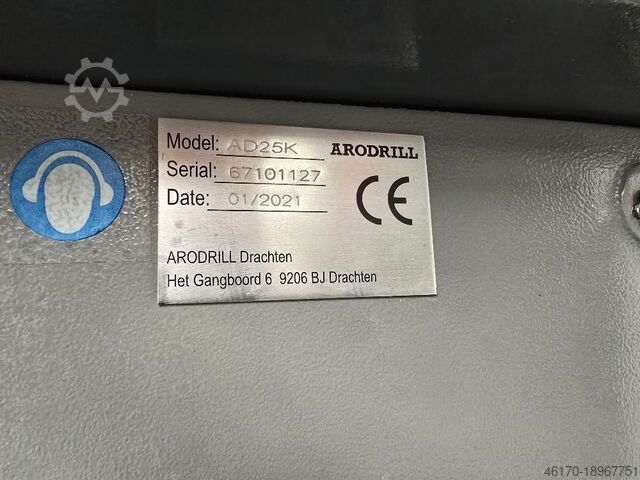 Model: AD25K
ARODRILL
Serial: 67101127
Date: 01/2021
CE
ARODRILL Drachten
Het Gangboord 6 9206 BJ Drachten
46170-18967751